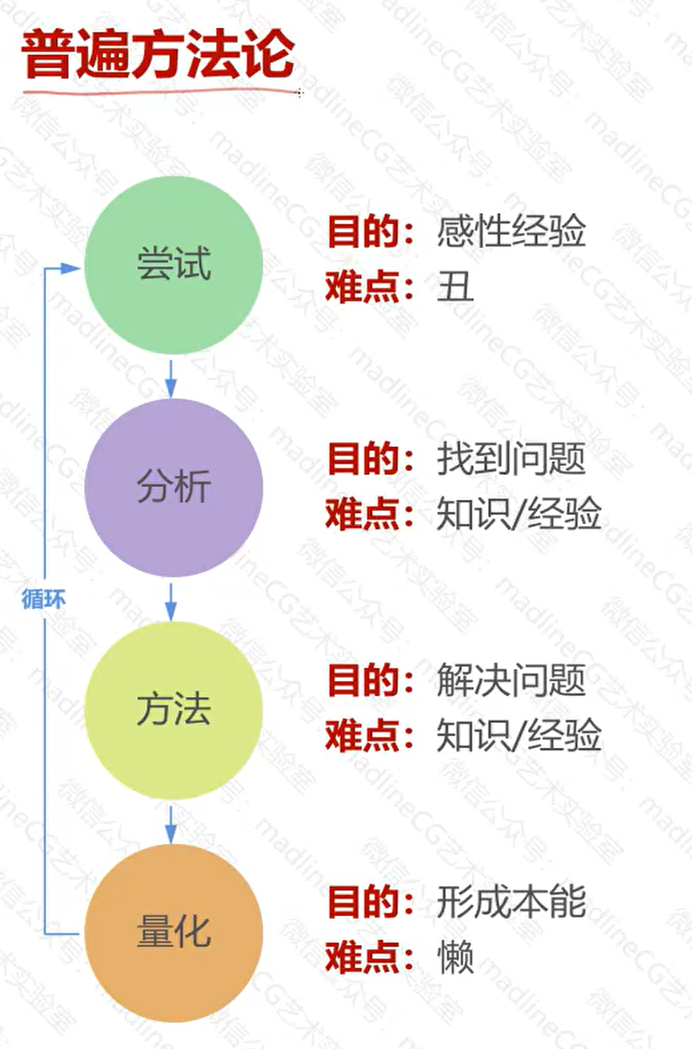 普遍方法论
尝试
目的：感性经验
难点：丑
分析
目的：找到问题
难点：知识/经验
循环
方法
目的：解决问题
难点：知识/经验
量化
目的：形成本能
难点：懒
微信公众号：madlineCG艺术实验室